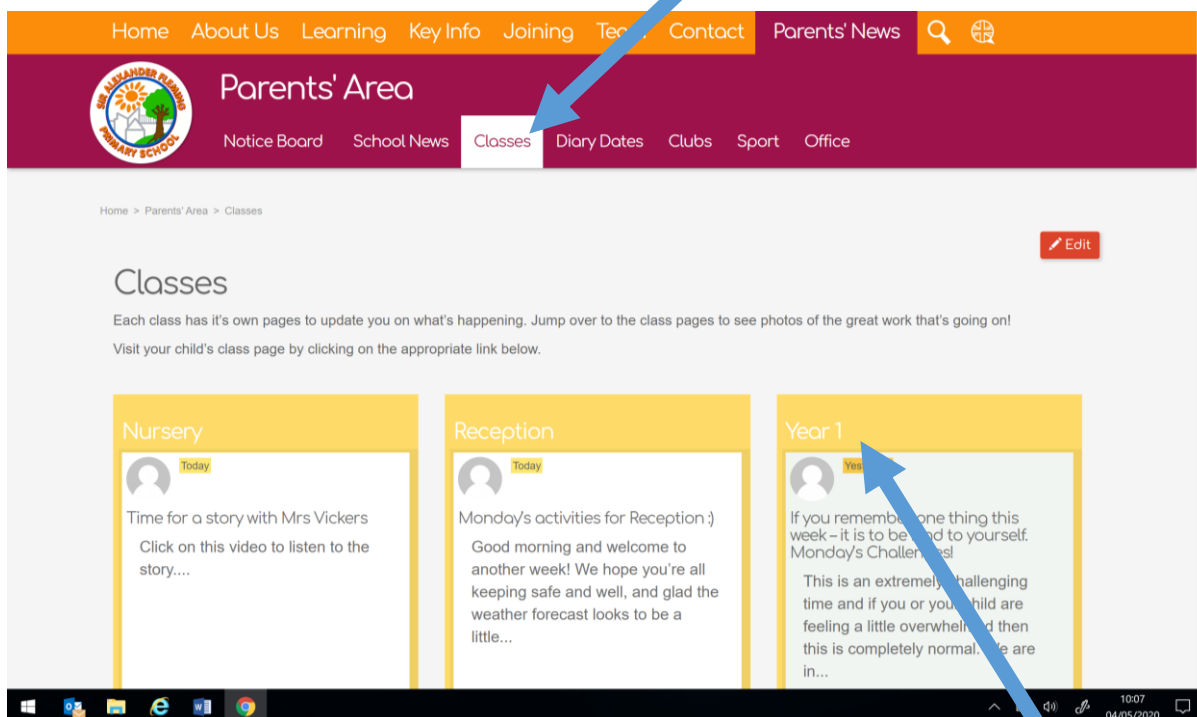 Home About Us Learning Key Info Joining Contact Parents' News
Parents' Area
SIR ALEXANDER FLEMING PRIMARY SCHOOL
Notice Board School News Classes Diary Dates Clubs Sport Office
Home > Parents' Area > Classes
Edit
Classes
Each class has it's own pages to update you on what's happening. Jump over to the class pages to see photos of the great work that's going on!
Visit your child's class page by clicking on the appropriate link below.
Nursery
Today
Time for a story with Mrs Vickers
Click on this video to listen to the
story....
Reception
Today
Monday's activities for Reception :)
Good morning and welcome to
another week! We hope you're all
keeping safe and well, and glad the
weather forecast looks to be a
little...
Year 1
If you remember one thing this
week – it is to be kind to yourself.
Monday's Challenges!
This is an extremely challenging
time and if you or your child are
feeling a little overwhelmed then
this is completely normal. We are
in...
10:07
04/05/2020